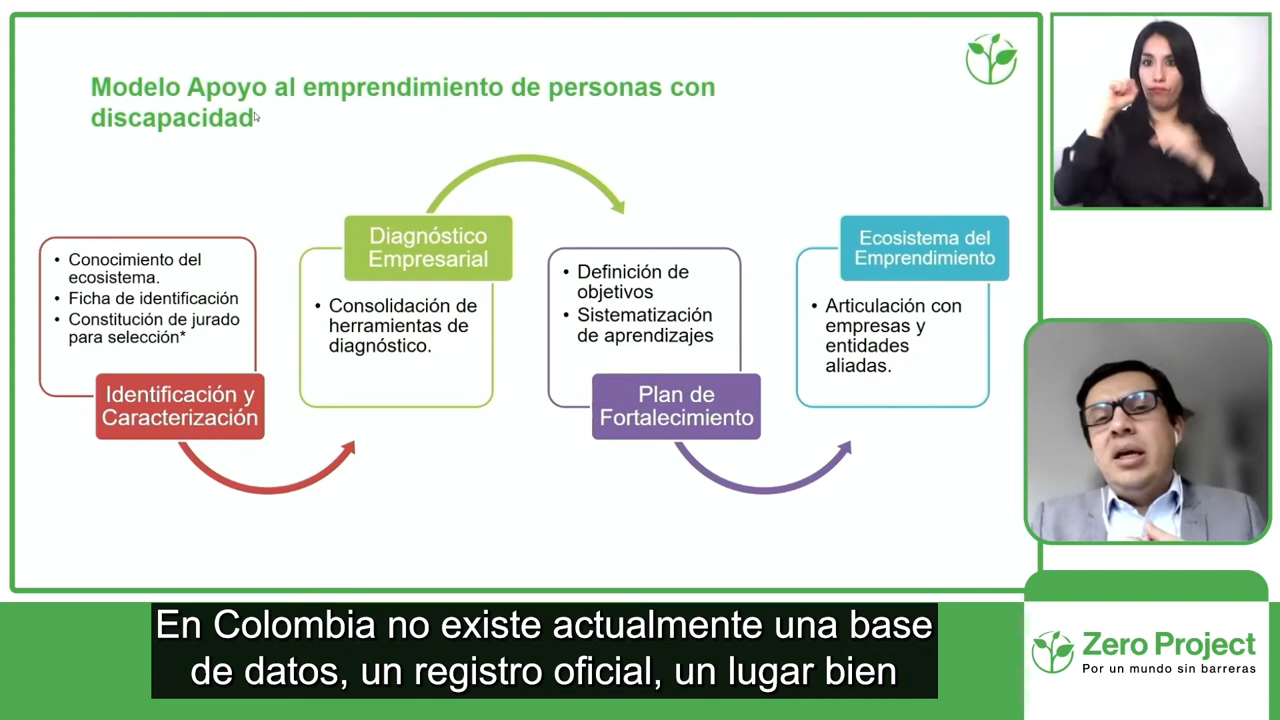 Modelo Apoyo al emprendimiento de personas con
discapacidad
• Conocimiento del
ecosistema.
• Ficha de identificación
• Constitución de jurado
para selección*
Identificación y
Caracterización
Diagnóstico
Empresarial
• Consolidación de
herramientas de
diagnóstico.
• Definición de
objetivos
• Sistematización
de aprendizajes
Plan de
Fortalecimiento
Ecosistema del
Emprendimiento
• Articulación con
empresas y
entidades
aliadas.
En Colombia no existe actualmente una base
de datos, un registro oficial, un lugar bien
Zero Project
Por un mundo sin barreras